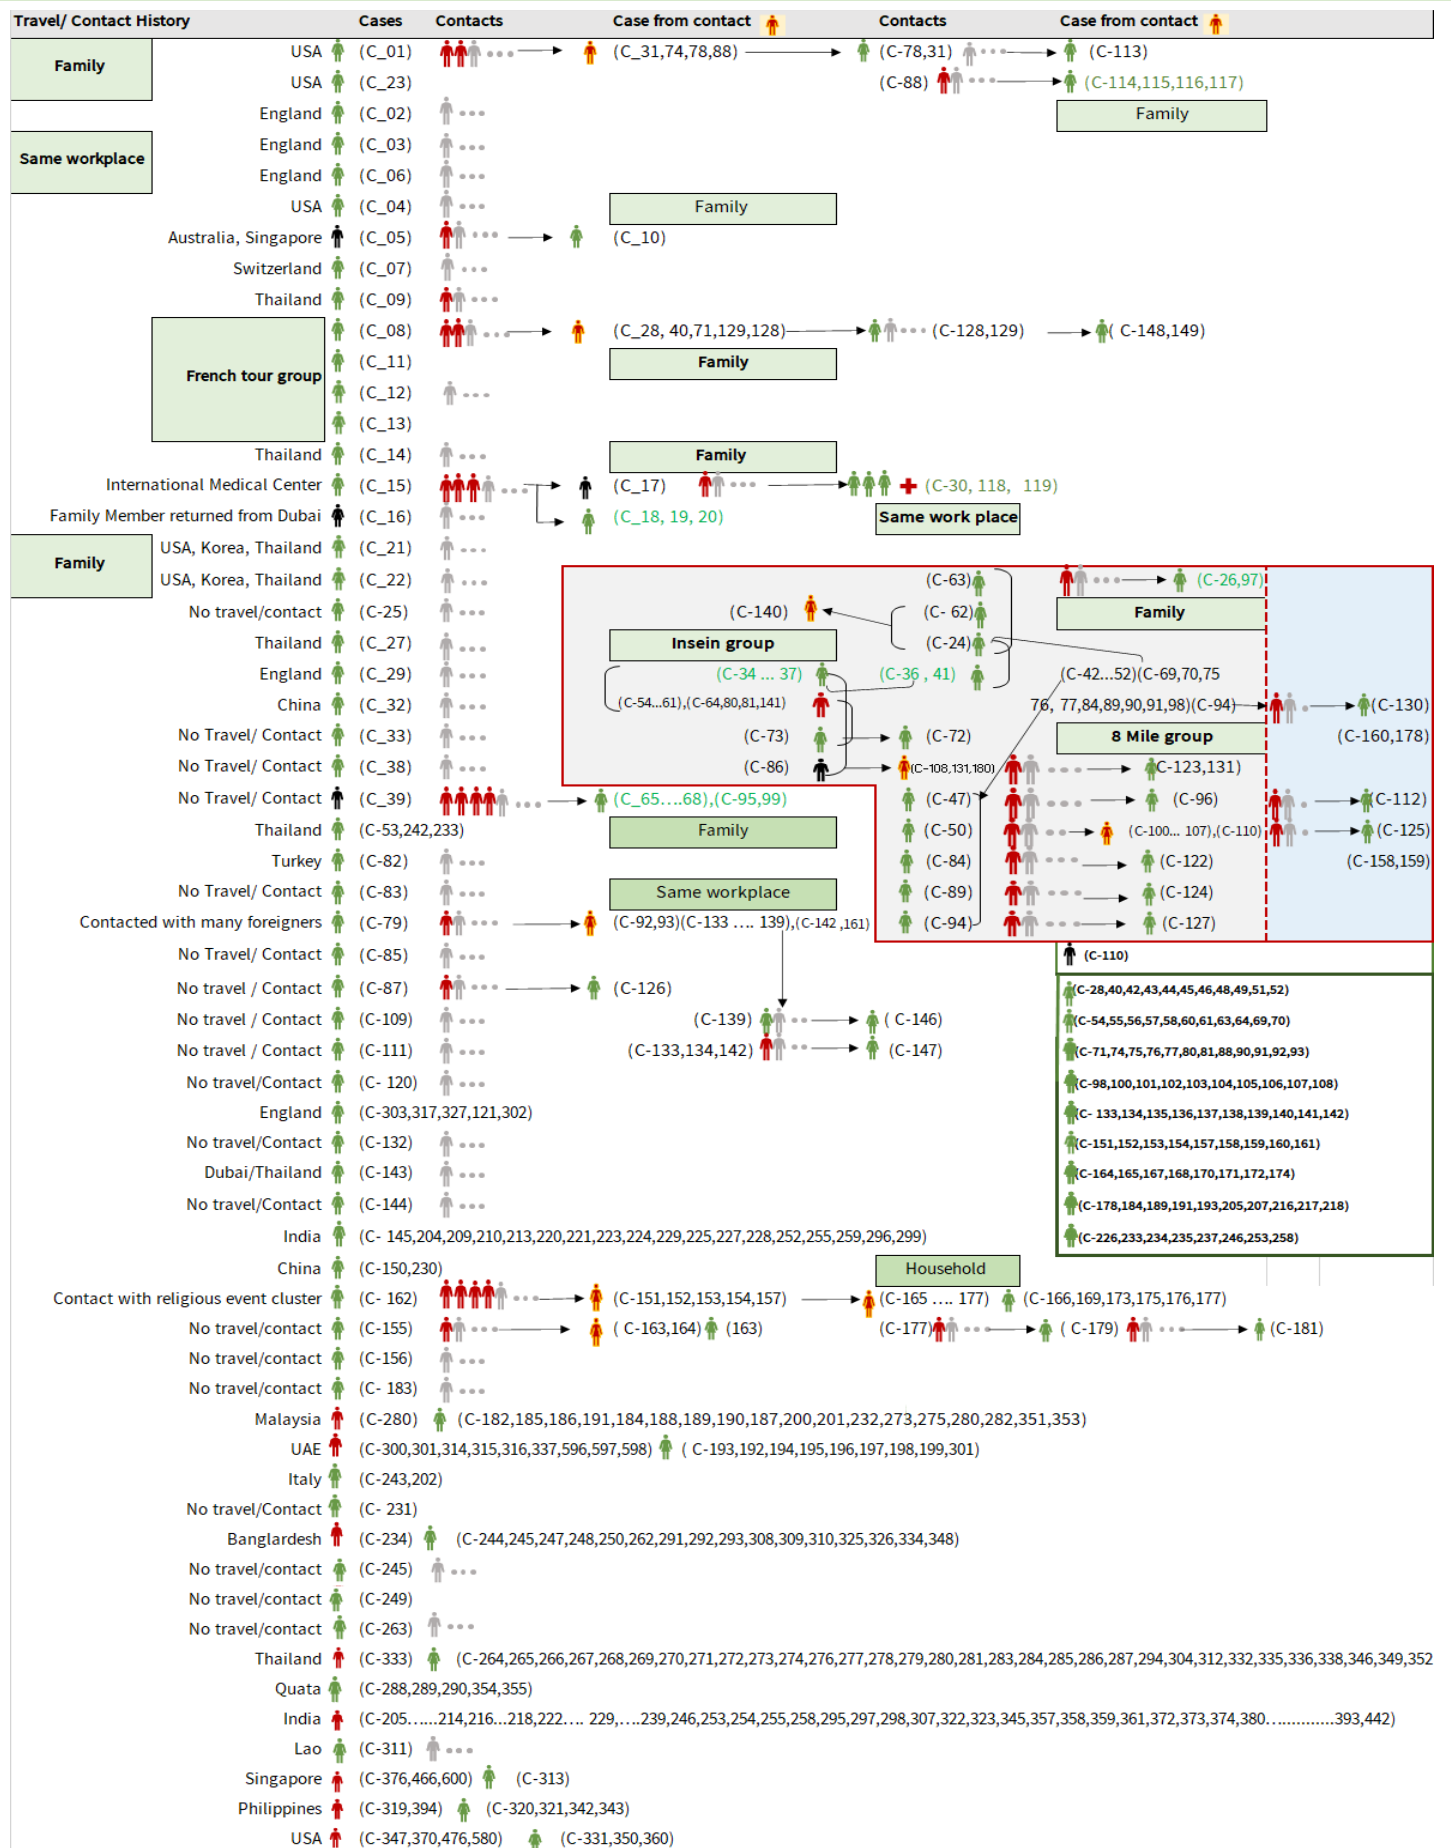 Travel/ Contact History Cases Contacts Case from contact Contacts Case from contact
Family
USA (C_01) (C_31,74,78,88) (C-78,31) (C-113)
USA (C_23) (C-88) (C-114,115,116,117)
England (C_02) Family
Same workplace
England (C_03)
England (C_06)
USA (C_04) Family
Australia, Singapore (C_05) (C_10)
Switzerland (C_07)
Thailand (C_09)
French tour group
(C_08) (C_28, 40,71,129,128) (C-128,129) ( C-148,149)
(C_11) Family
(C_12)
(C_13)
Thailand (C_14) Family
International Medical Center (C_15) (C_17) (C-30, 118, 119)
Family Member returned from Dubai (C_16) (C_18, 19, 20) Same work place
Family
USA, Korea, Thailand (C_21)
USA, Korea, Thailand (C_22) (C-63) (C-26,97)
No travel/contact (C-25) (C-140) (C- 62) Family
Thailand (C_27) Insein group (C-24)
England (C_29) (C-34 ... 37) (C-36 , 41) (C-42...52)(C-69,70,75
China (C_32) (C-54...61),(C-64,80,81,141) 76, 77,84,89,90,91,98)(C-94) (C-130)
No Travel/ Contact (C_33) (C-73) (C-72) 8 Mile group (C-160,178)
No Travel/ Contact (C_38) (C-86) (C-108,131,180) (C-123,131)
No Travel/ Contact (C_39) (C_65....68),(C-95,99) (C-47) (C-96) (C-112)
Thailand (C-53,242,233) Family (C-50) (C-100... 107),(C-110) (C-125)
Turkey (C-82) (C-84) (C-122) (C-158,159)
No Travel/ Contact (C-83) Same workplace (C-89) (C-124)
Contacted with many foreigners (C-79) (C-92,93)(C-133 .... 139),(C-142 ,161) (C-94) (C-127)
No Travel/ Contact (C-85) (C-110)
No travel / Contact (C-87) (C-126) (C-28,40,42,43,44,45,46,48,49,51,52)
No travel / Contact (C-109) (C-139) ( C-146) (C-54,55,56,57,58,60,61,63,64,69,70)
No travel / Contact (C-111) (C-133,134,142) (C-147) (C-71,74,75,76,77,80,81,88,90,91,92,93)
No travel/Contact (C- 120) (C-98,100,101,102,103,104,105,106,107,108)
England (C-303,317,327,121,302) (C- 133,134,135,136,137,138,139,140,141,142)
No travel/Contact (C-132) (C-151,152,153,154,157,158,159,160,161)
Dubai/Thailand (C-143) (C-164,165,167,168,170,171,172,174)
No travel/Contact (C-144) (C-178,184,189,191,193,205,207,216,217,218)
India (C- 145,204,209,210,213,220,221,223,224,229,225,227,228,252,255,259,296,299) (C-226,233,234,235,237,246,253,258)
China (C-150,230) Household
Contact with religious event cluster (C- 162) (C-151,152,153,154,157) (C-165 .... 177) (C-166,169,173,175,176,177)
No travel/contact (C-155) ( C-163,164) (163) (C-177) ( C-179) (C-181)
No travel/contact (C-156)
No travel/contact (C- 183)
Malaysia (C-280) (C-182,185,186,191,184,188,189,190,187,200,201,232,273,275,280,282,351,353)
UAE (C-300,301,314,315,316,337,596,597,598) ( C-193,192,194,195,196,197,198,199,301)
Italy (C-243,202)
No travel/Contact (C- 231)
Banglardesh (C-234) (C-244,245,247,248,250,262,291,292,293,308,309,310,325,326,334,348)
No travel/contact (C-245)
No travel/contact (C-249)
No travel/contact (C-263)
Thailand (C-333) (C-264,265,266,267,268,269,270,271,272,273,274,276,277,278,279,280,281,283,284,285,286,287,294,304,312,332,335,336,338,346,349,352
Quata (C-288,289,290,354,355)
India (C-205......214,216...218,222.... 229,....239,246,253,254,255,258,295,297,298,307,322,323,345,357,358,359,361,372,373,374,380...............393,442)
Lao (C-311)
Singapore (C-376,466,600) (C-313)
Philippines (C-319,394) (C-320,321,342,343)
USA (C-347,370,476,580) (C-331,350,360)